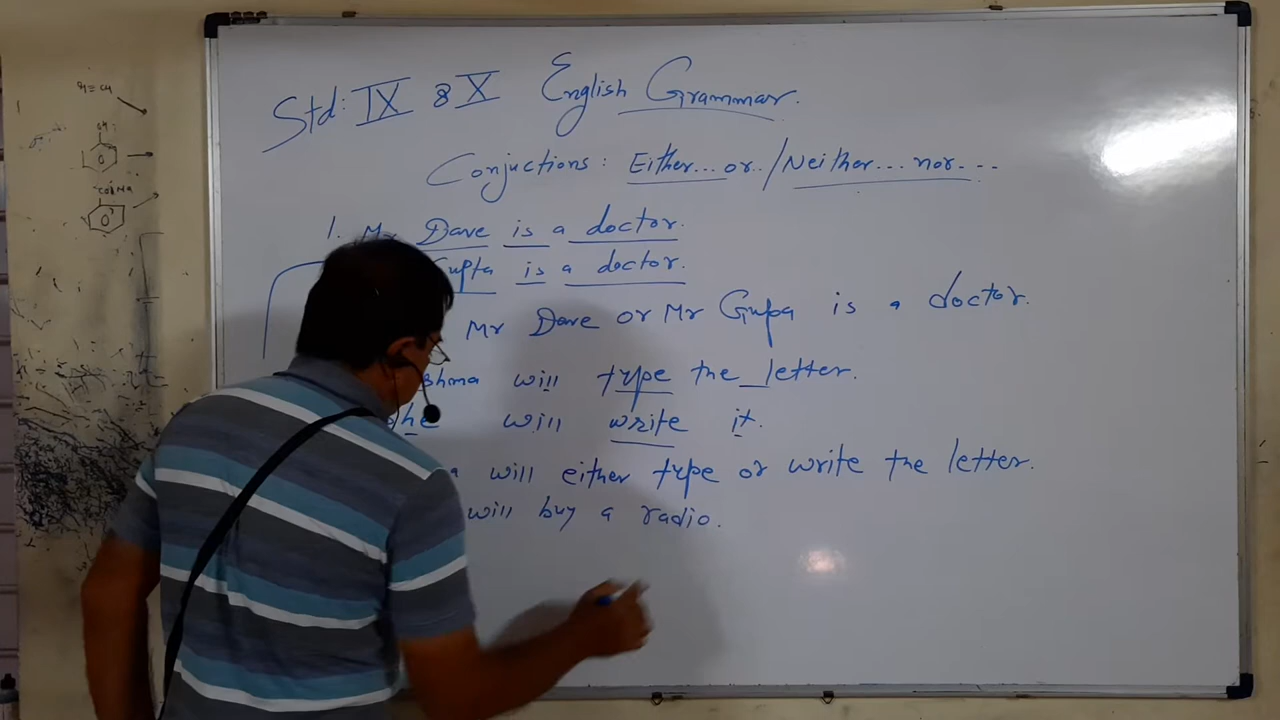 Std: IX & X English Grammar.
Conjuctions: Either...or../Neither...nor...
1. Mr Dave is a doctor.
Gupta is a doctor.
Mr Dave or Mr Gupa is a doctor.
will type the letter.
will write it.
will either type or write the letter.
will buy a radio.